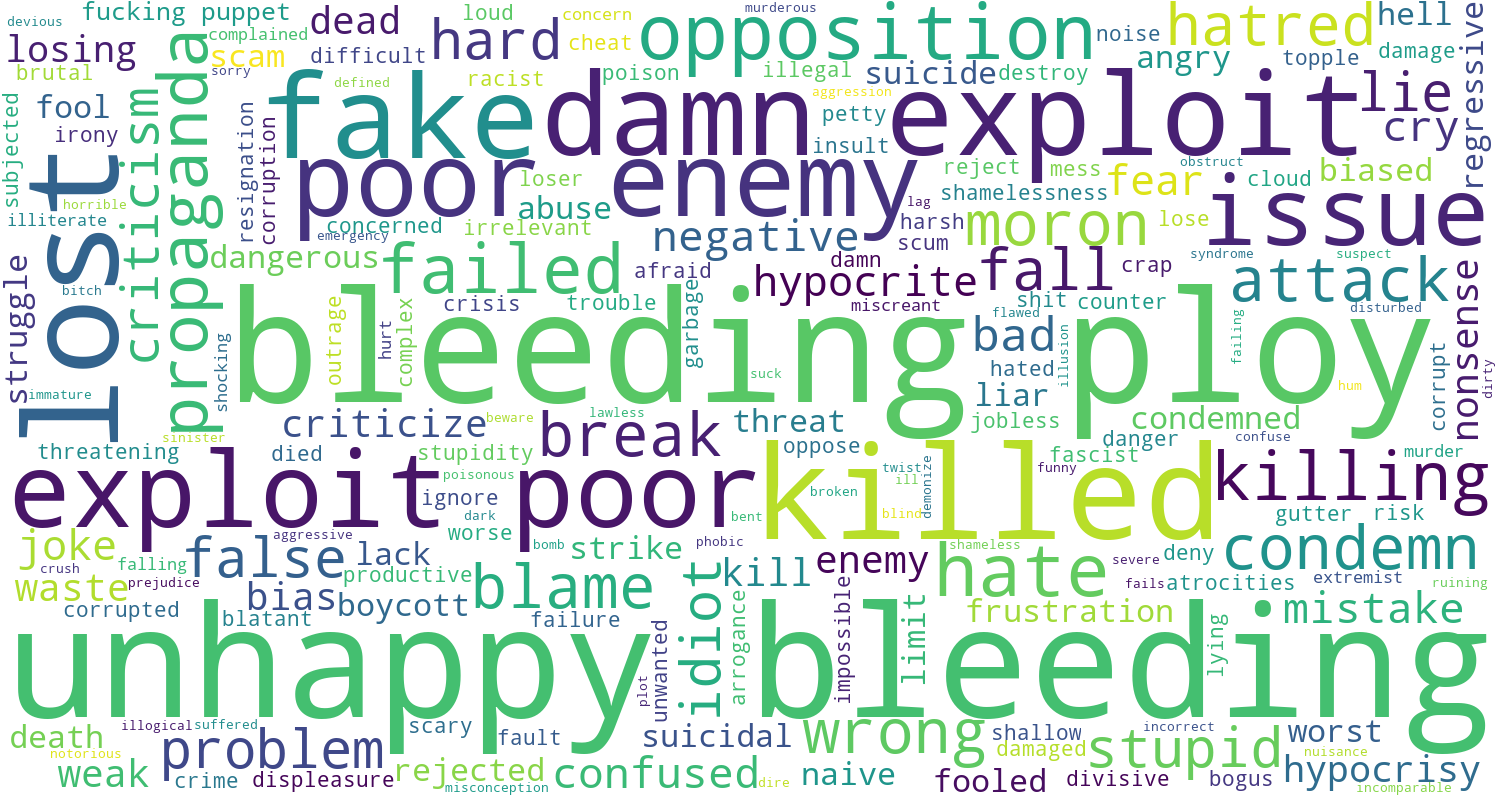 devious
fucking puppet
dead
loud
concern
murderous
hatred
hell
regressive
losing
complained
scam
difficult
hard
cheat
opposition
noise
angry
topple
damage
brutal
sorry
defined
racist
poison
illegal
suicide
destroy
aggression
petty
insult
fake
damn
exploit
lie
cry
subjected
fool
irony
criticism
propaganda
resignation
corruption
poor
enemy
loser
abuse
reject
mess
obstruct
cloud
biased
shamelessness
fear
lag
harsh
scum
moron
lose
issue
lost
horrible
illiterate
concerned
emergency
irrelevant
negative
dangerous
failed
afraid
damn
hypocrite
fall
crap
syndrome
suspect
attack
struggle
bitch
outrage
hurt
complex
crisis
trouble
garbage
miscreant
shit
counter
flawed
disturbed
nonsense
bleeding
ploy
shocking
immature
suck
bad
hated
liar
illusion
failing
hum
corrupt
dirty
criticize
beware
lawless
break
threat
jobless
condemned
sinister
threatening
died
stupidity
poisonous
oppose
danger
fascist
confuse
murder
exploit
poor
ignore
dark
worse
bent
killed
twist
ill
broken
blind
demonize
funny
killing
gutter
risk
joke
falling
crush
prejudice
waste
false
aggressive
lack
productive
bomb
strike
phobic
enemy
shameless
hate
severe
fails
deny
atrocities
condemn
extremist
ruining
corrupted
blatant
bias
boycott
blame
failure
kill
idiot
arrogance
impossible
limit
frustration
lying
mistake
unhappy
bleeding
plot
unwanted
death
notorious
illogical
suffered
problem
scary
fault
suicidal
wrong
shallow
damaged
stupid
incorrect
worst
nuisance
weak
crime
displeasure
rejected
misconception
confused
dire
naive
fooled
divisive
bogus
hypocrisy
incomparable